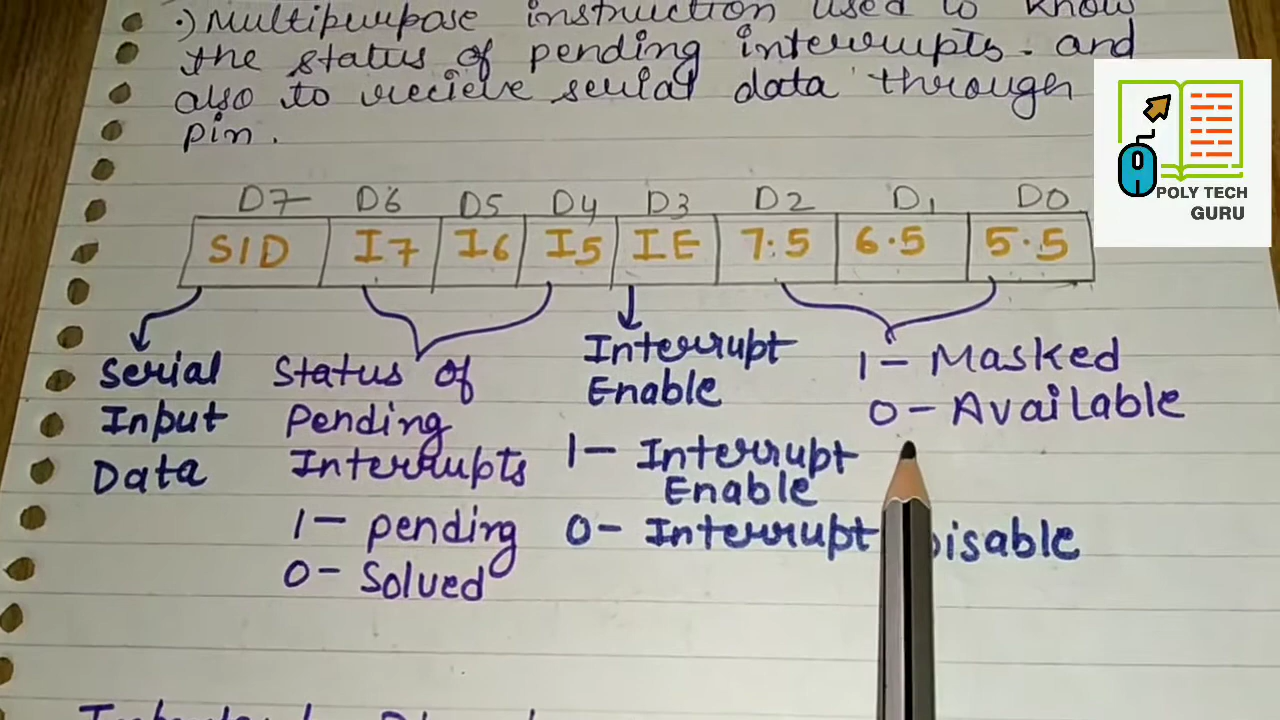 ·) Multipurpose instruction used to know
the status of pending interrupts. and
also to recieve serial data through
pin.
POLY TECH
GURU
D7 D6 D5 D4 D3 D2 D1 D0
SID I7 I6 I5 IE 7.5 6.5 5.5
Serial
Input
Data
Status of
Pending
Interrupts
1- pending
0- Solved
Interrupt
Enable
1- Interrupt
Enable
0- Interrupt Disable
1- Masked
0- Available